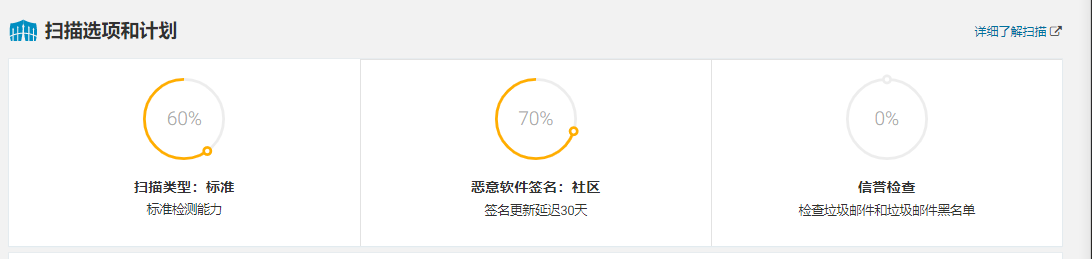 扫描选项和计划
详细了解扫描
60%
70%
0%
扫描类型：标准
恶意软件签名：社区
信誉检查
标准检测能力
签名更新延迟30天
检查垃圾邮件和垃圾邮件黑名单